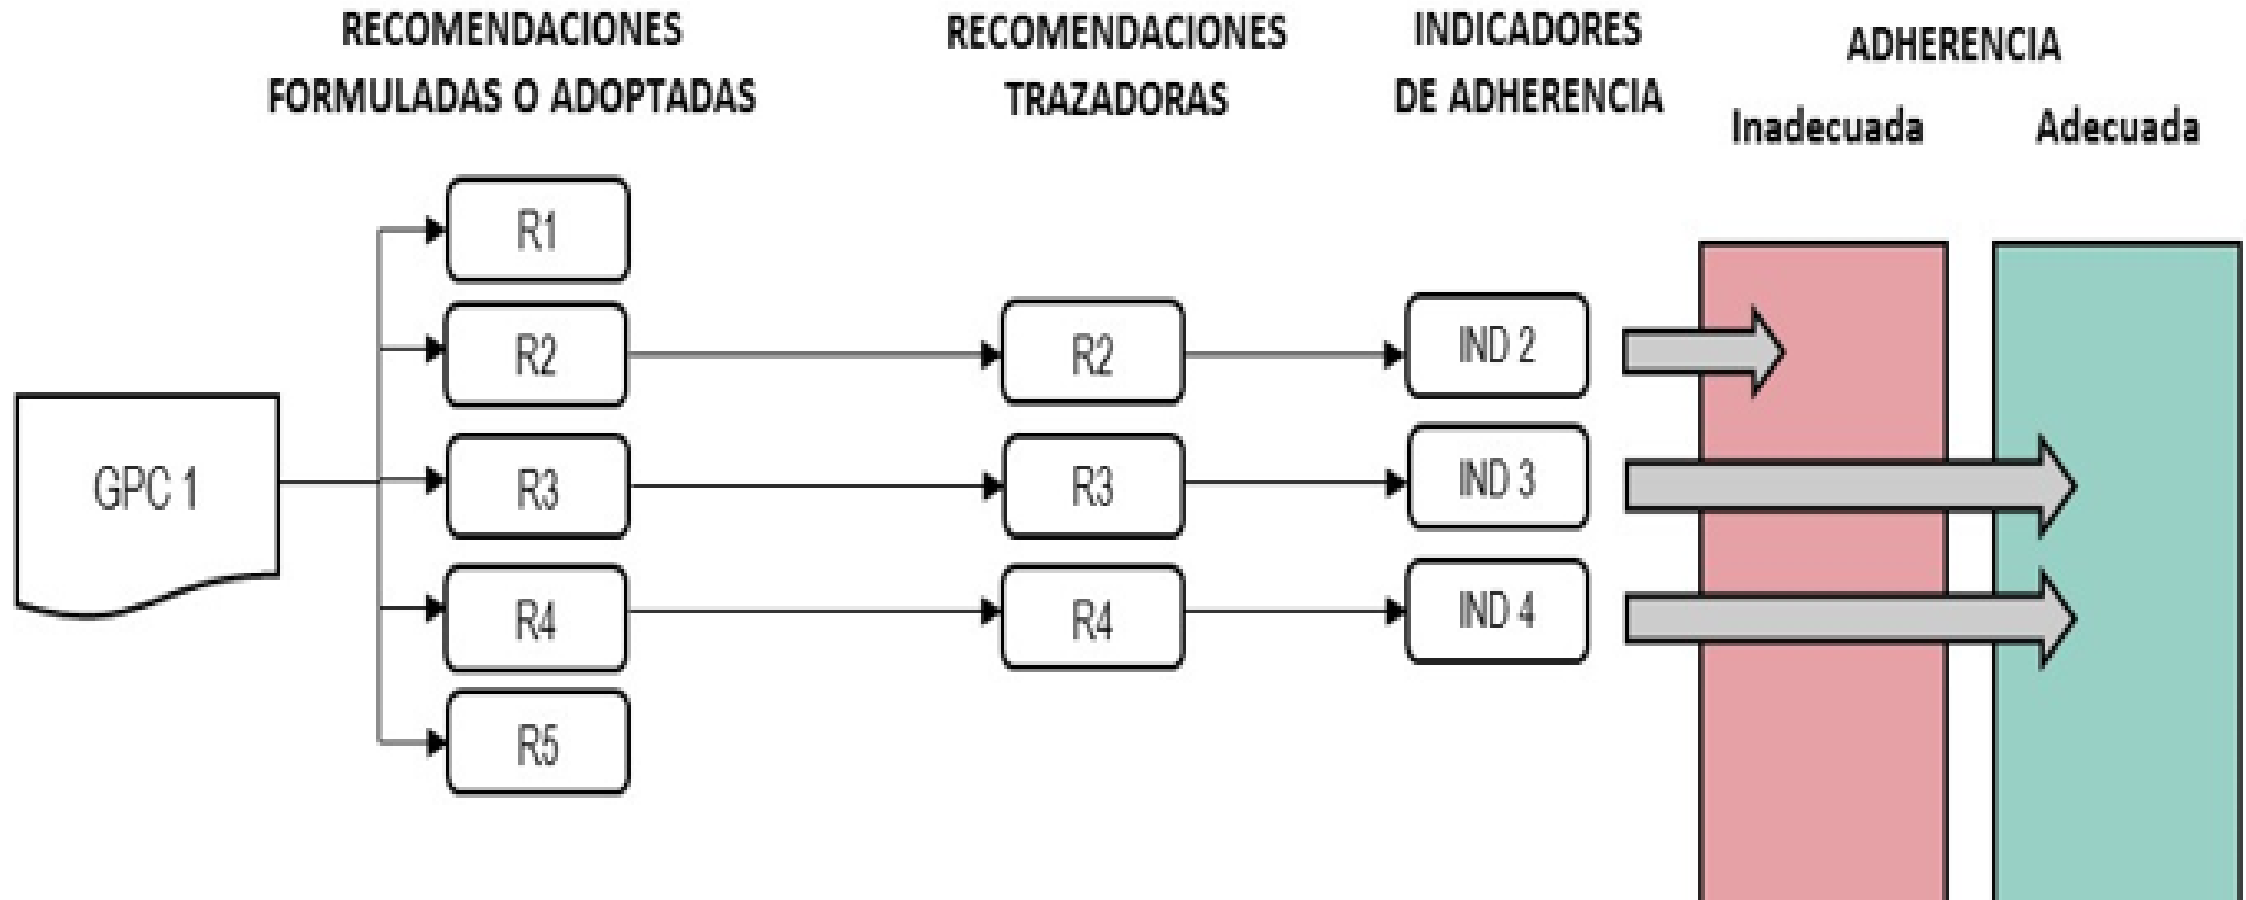 RECOMENDACIONES
FORMULADAS O ADOPTADAS
RECOMENDACIONES
TRAZADORAS
INDICADORES
DE ADHERENCIA
ADHERENCIA
Inadecuada
Adecuada
GPC 1
R1
R2
R3
R4
R5
R2
R3
R4
IND 2
IND 3
IND 4